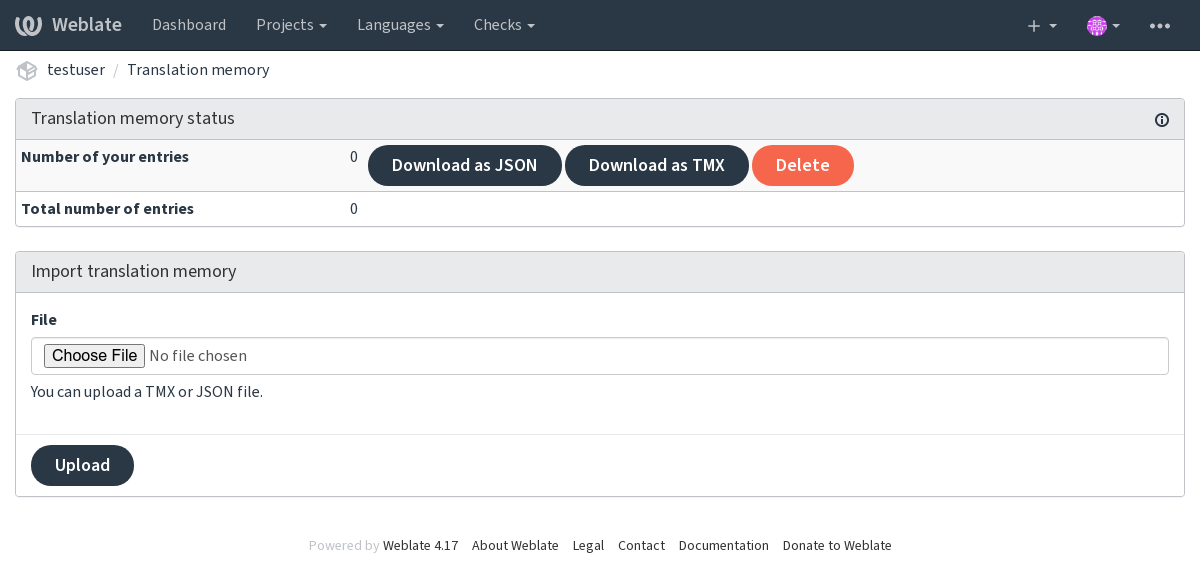 Weblate Dashboard Projects Languages Checks
testuser / Translation memory
Translation memory status
Number of your entries 0 Download as JSON Download as TMX Delete
Total number of entries 0
Import translation memory
File
Choose File No file chosen
You can upload a TMX or JSON file.
Upload
Powered by Weblate 4.17 About Weblate Legal Contact Documentation Donate to Weblate